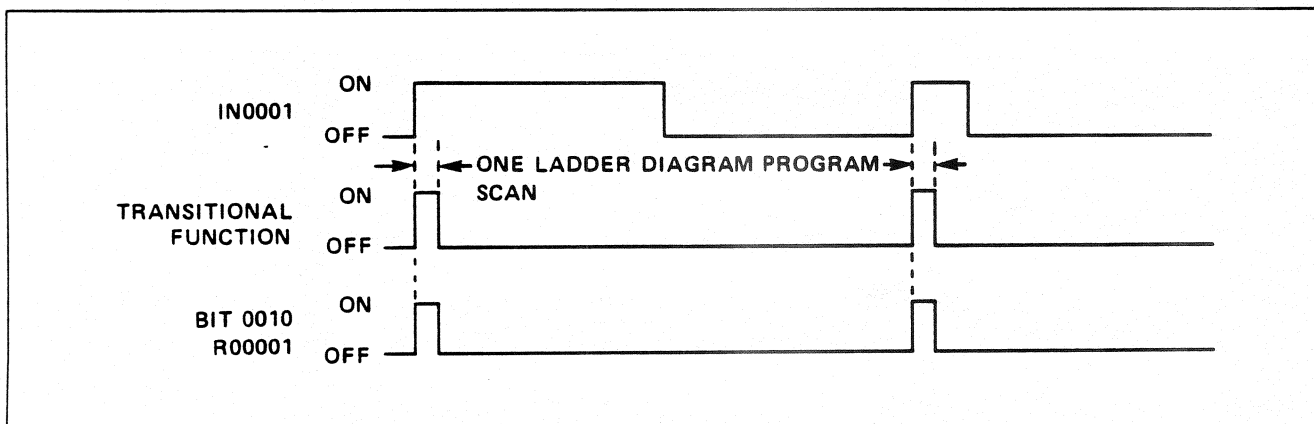 ON
IN0001
OFF
ONE LADDER DIAGRAM PROGRAM
SCAN
ON
TRANSITIONAL
FUNCTION
OFF
ON
BIT 0010
R00001
OFF